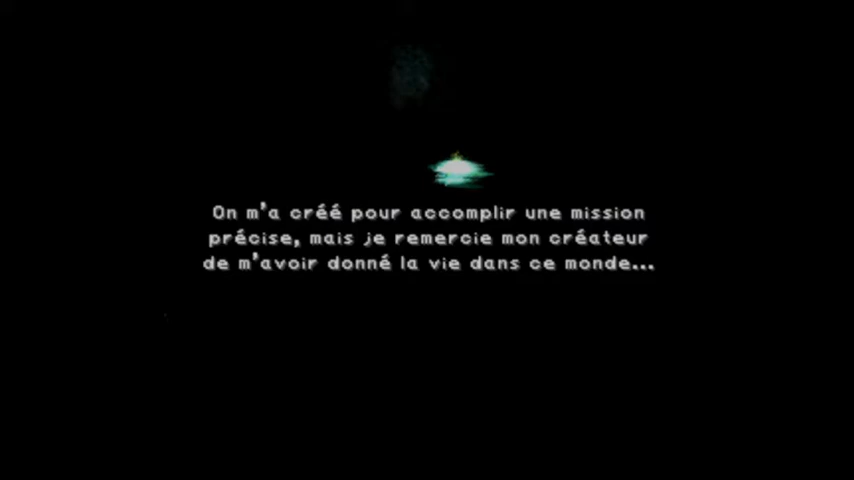 On m'a créé pour accomplir une mission
précise, mais je remercie mon créateur
de m'avoir donné la vie dans ce monde...